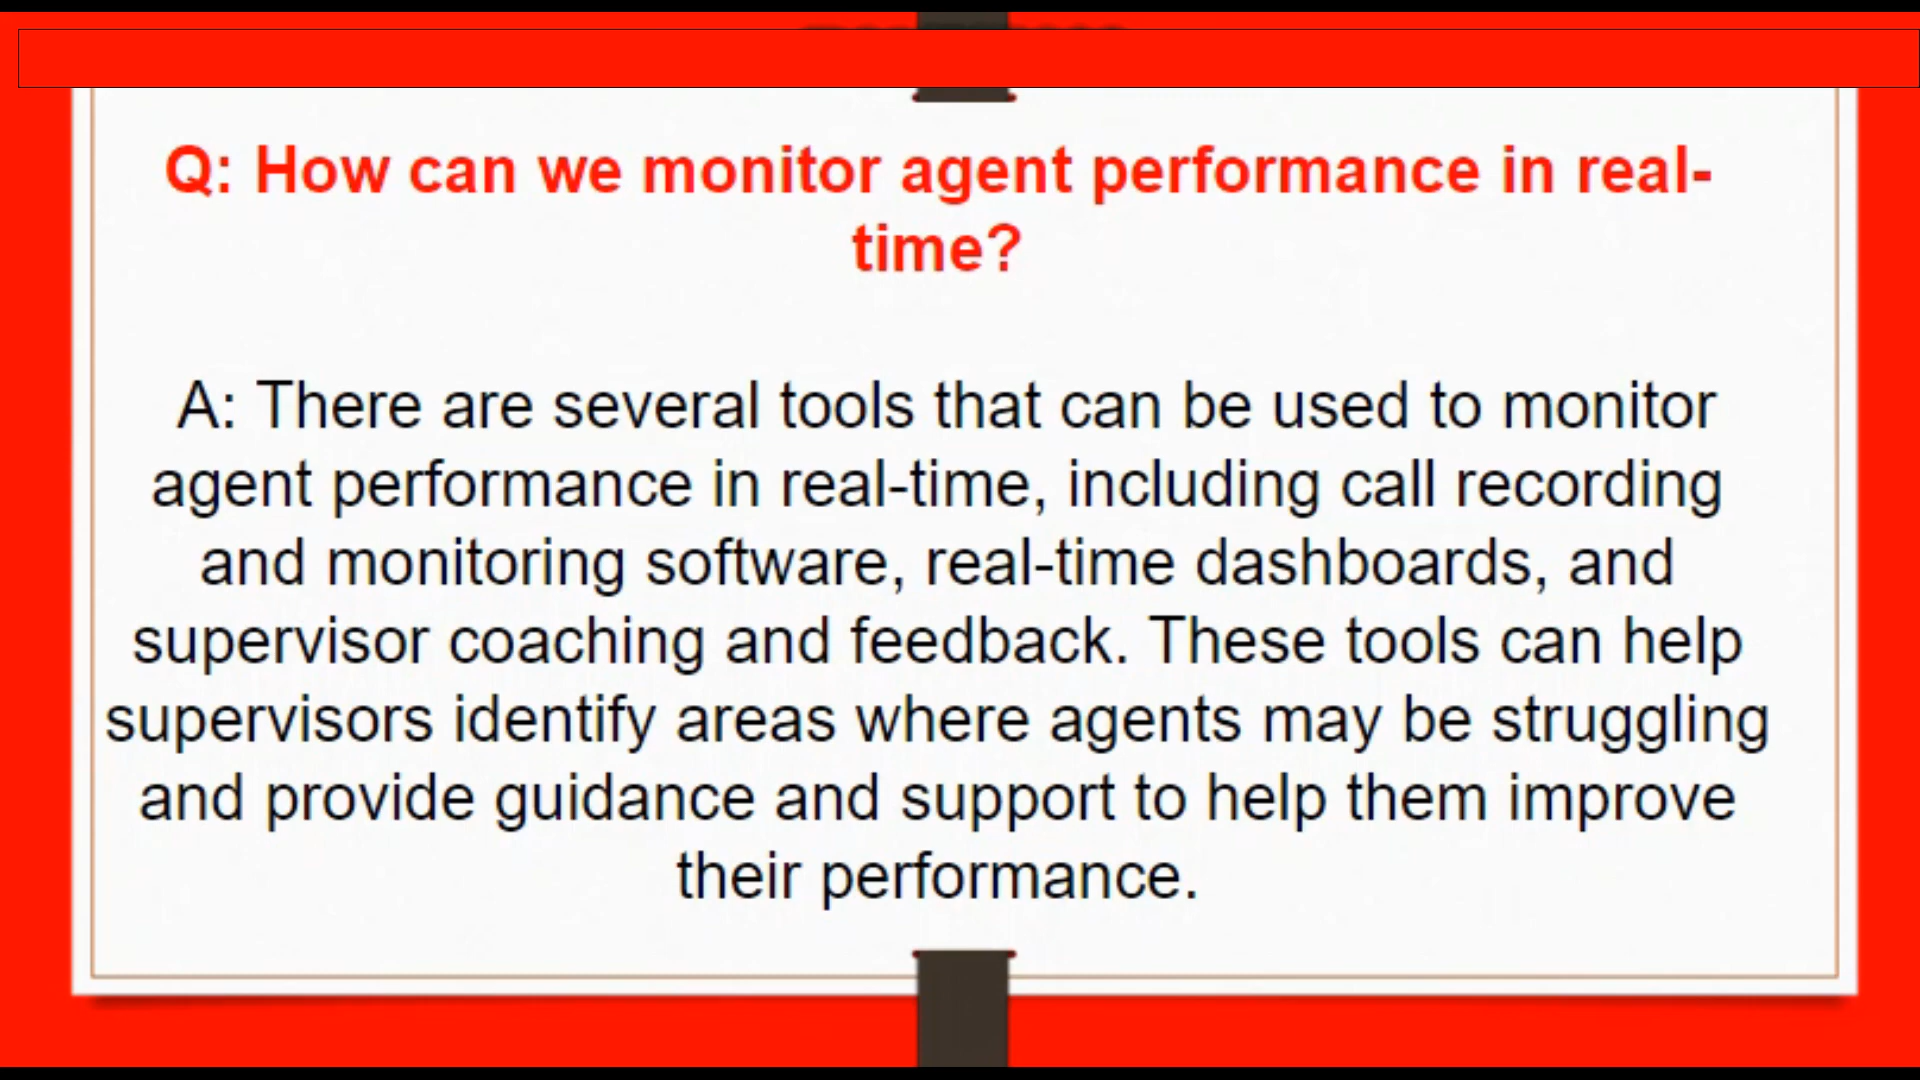 Q: How can we monitor agent performance in real-
time?
A: There are several tools that can be used to monitor
agent performance in real-time, including call recording
and monitoring software, real-time dashboards, and
supervisor coaching and feedback. These tools can help
supervisors identify areas where agents may be struggling
and provide guidance and support to help them improve
their performance.